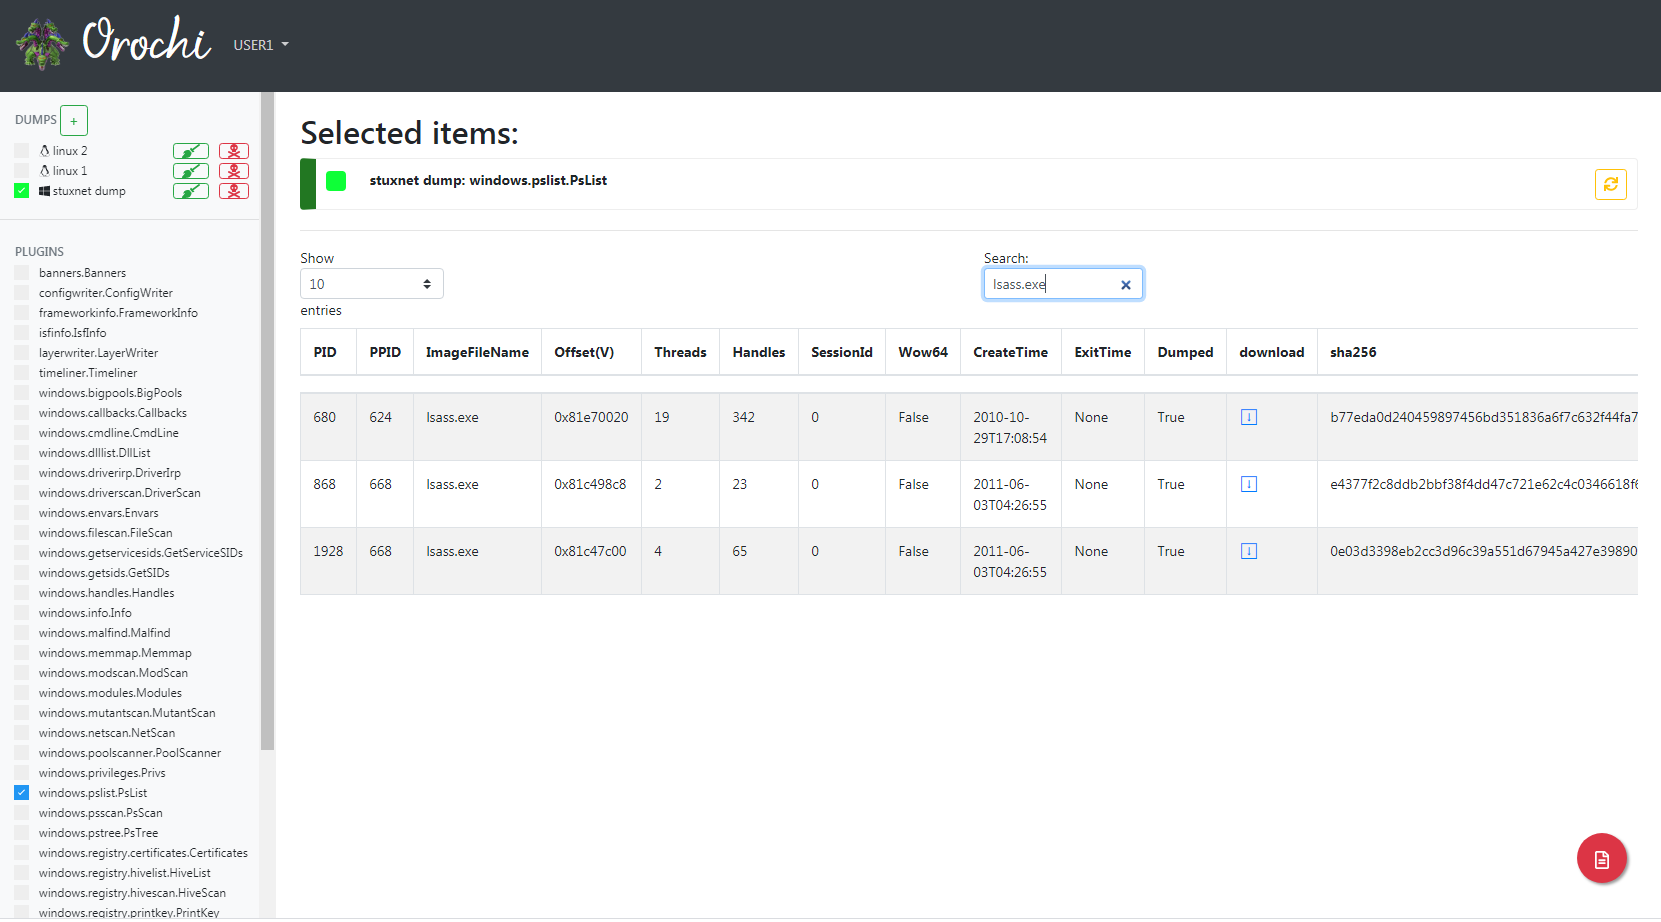 Orochi
USER1
DUMPS +
linux 2
linux 1
stuxnet dump
PLUGINS
banners.Banners
configwriter.ConfigWriter
frameworkinfo.FrameworkInfo
isfinfo.IsfInfo
layerwriter.LayerWriter
timeliner.Timeliner
windows.bigpools.BigPools
windows.callbacks.Callbacks
windows.cmdline.CmdLine
windows.dlllist.DllList
windows.driverirp.DriverIrp
windows.driverscan.DriverScan
windows.envars.Envars
windows.filescan.FileScan
windows.getservicesids.GetServiceSIDs
windows.getsids.GetSIDs
windows.handles.Handles
windows.info.Info
windows.malfind.Malfind
windows.memmap.Memmap
windows.modscan.ModScan
windows.modules.Modules
windows.mutantscan.MutantScan
windows.netscan.NetScan
windows.poolscanner.PoolScanner
windows.privileges.Privs
windows.pslist.PsList
windows.psscan.PsScan
windows.pstree.PsTree
windows.registry.certificates.Certificates
windows.registry.hivelist.HiveList
windows.registry.hivescan.HiveScan
windows.registry.printkey.PrintKey
Selected items:
stuxnet dump: windows.pslist.PsList
Show
10
entries
Search:
lsass.exe
PID PPID ImageFileName Offset(V) Threads Handles SessionId Wow64 CreateTime ExitTime Dumped download sha256
680 624 lsass.exe 0x81e70020 19 342 0 False 2010-10- None True b77eda0d240459897456bd351836a6f7c632f44fa7
29T17:08:54
868 668 lsass.exe 0x81c498c8 2 23 0 False 2011-06- None True e4377f2c8ddb2bbf38f4dd47c721e62c4c0346618f6
03T04:26:55
1928 668 lsass.exe 0x81c47c00 4 65 0 False 2011-06- None True 0e03d3398eb2cc3d96c39a551d67945a427e39890
03T04:26:55